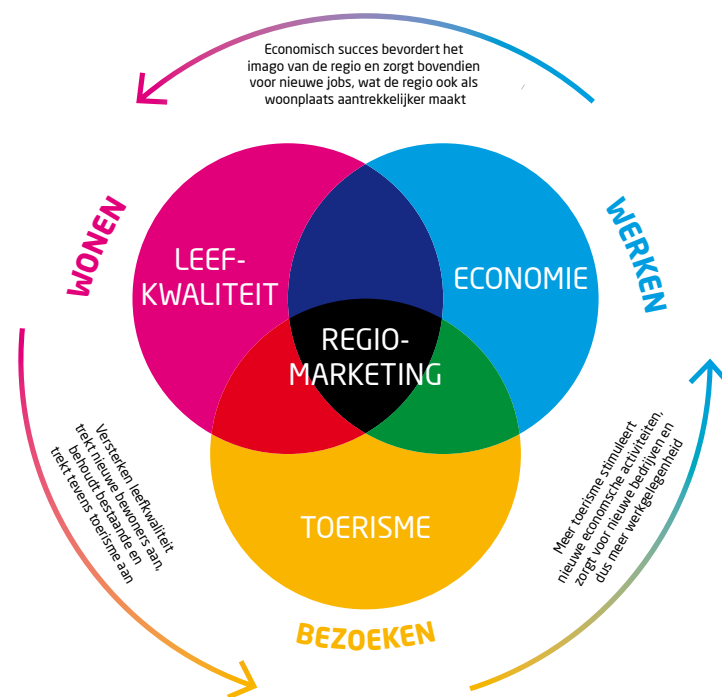 Economisch succes bevordert het
imago van de regio en zorgt bovendien
voor nieuwe jobs, wat de regio ook als
woonplaats aantrekkelijker maakt
WONEN
WERKEN
LEEF-
KWALITEIT
ECONOMIE
REGIO-
MARKETING
TOERISME
BEZOEKEN
Versterken leefkwaliteit
trekt nieuwe bewoners aan,
behoudt bestaande en
trekt tevens toerisme aan
Meer toerisme stimuleert
nieuwe economsche activiteiten,
zorgt voor nieuwe bedrijven en
dus meer werkgelegenheid